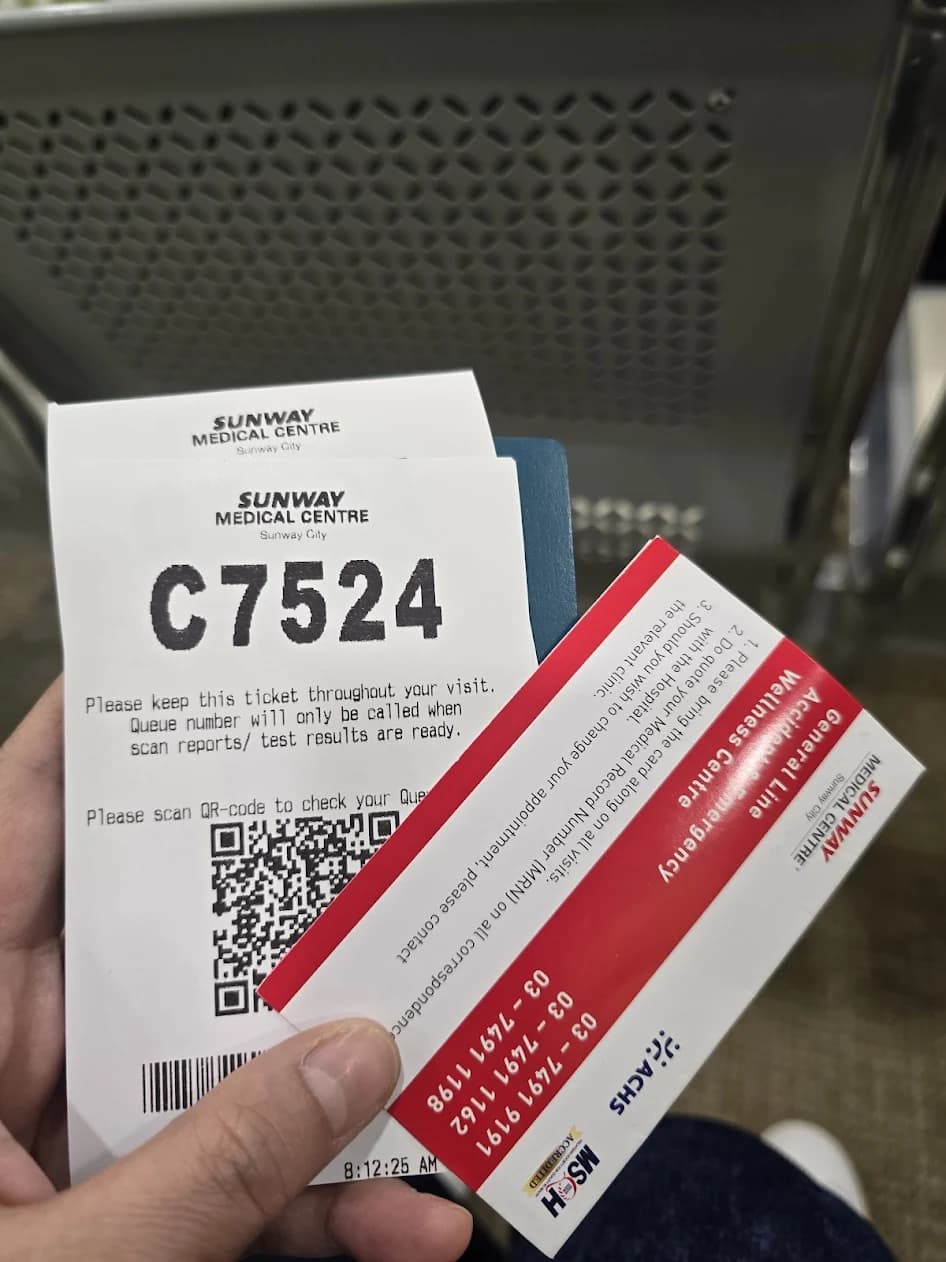 SUNWAY
MEDICAL CENTRE
Sunway City
SUNWAY
MEDICAL CENTRE
Sunway City
C7524
Please keep this ticket throughout your visit.
Queue number will only be called when
scan reports/ test results are ready.
Please scan QR-code to check your Que
8:12:25 AM
SUNWAY
MEDICAL CENTRE
Sunway City
ACHS
MSQH
ACCREDITED
General Line 03 - 7491 9191
Accident Emergency 03 - 7491 1162
Wellness Centre 03 - 7491 1198
1. Please bring the card along on all visits.
2. Do quote your Medical Record Number (MRN) on all correspondence
with the Hospital.
3. Should you wish to change your appointment, please contact
the relevant clinic.